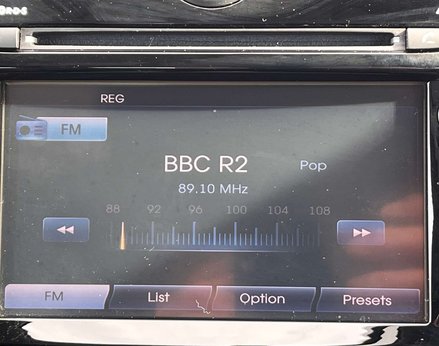 REG
FM
BBC R2 Pop
89.10 MHz
88 92 96 100 104 108
FM List Option Presets